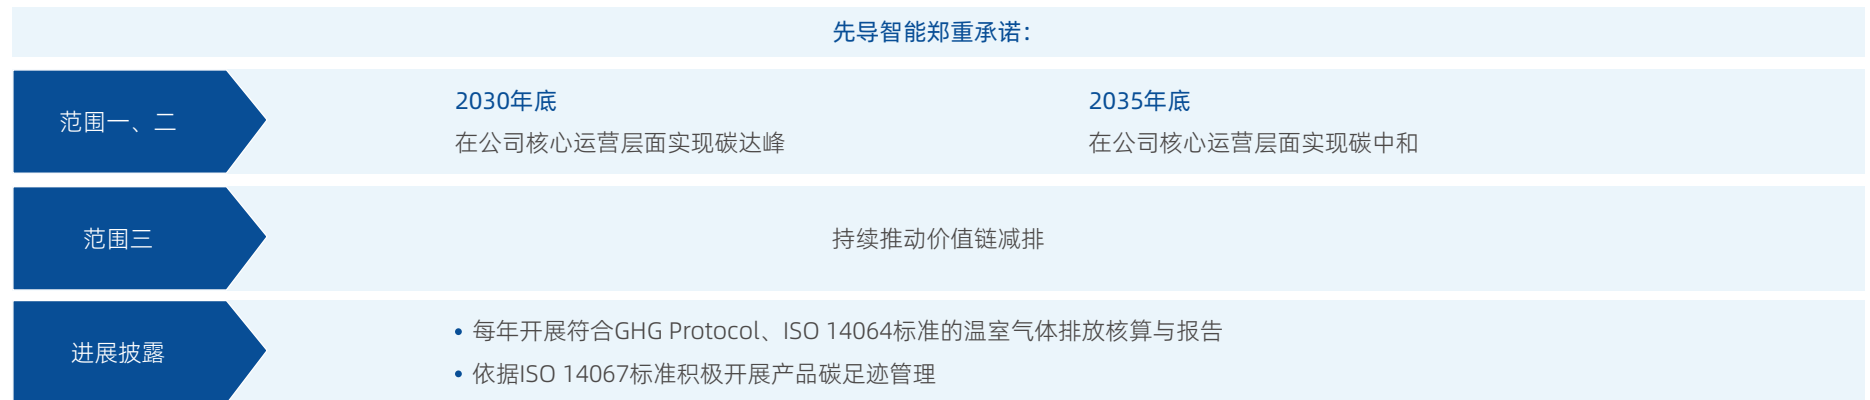 先导智能郑重承诺：
范围一、二
2030年底
在公司核心运营层面实现碳达峰
2035年底
在公司核心运营层面实现碳中和
范围三
持续推动价值链减排
进展披露
• 每年开展符合GHG Protocol、ISO 14064标准的温室气体排放核算与报告
• 依据ISO 14067标准积极开展产品碳足迹管理